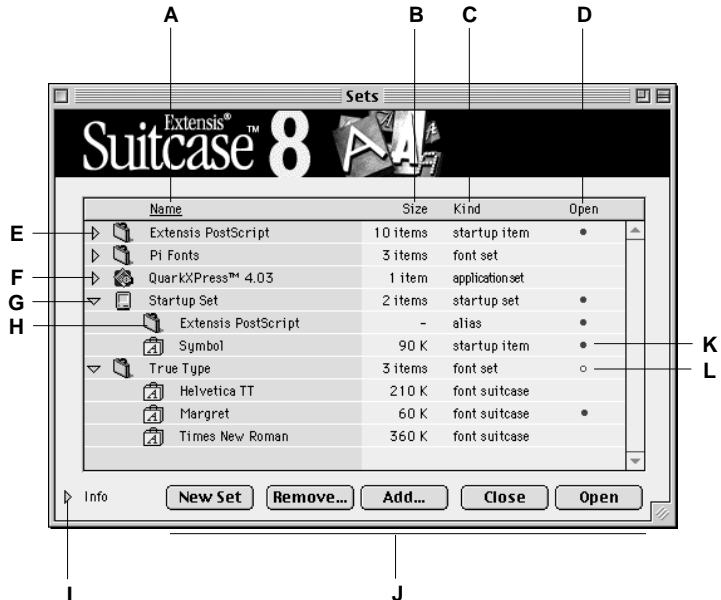 A B C D
Sets
Extensis®
Suitcase™ 8
Name Size Kind Open
E Extensis PostScript 10 items startup item
Pi Fonts 3 items font set
F QuarkXPress™ 4.03 1 item application set
G Startup Set 2 items startup set
H Extensis PostScript - alias
Symbol 90 K startup item K
True Type 3 items font set L
Helvetica TT 210 K font suitcase
Margret 60 K font suitcase
Times New Roman 360 K font suitcase
Info New Set Remove... Add... Close Open
I J